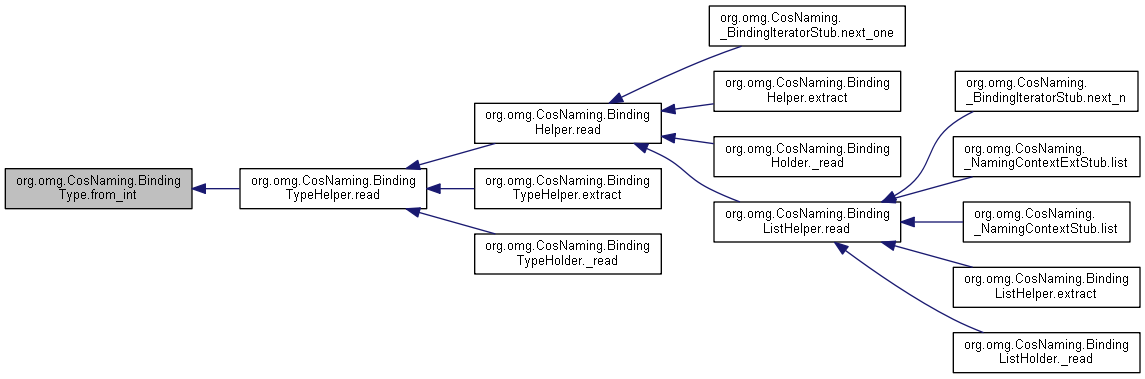 org.omg.CosNaming.Binding
Type.from_int
org.omg.CosNaming.Binding
TypeHelper.read
org.omg.CosNaming.Binding
Helper.read
org.omg.CosNaming.Binding
TypeHelper.extract
org.omg.CosNaming.Binding
TypeHolder._read
org.omg.CosNaming.
_BindingIteratorStub.next_one
org.omg.CosNaming.Binding
Helper.extract
org.omg.CosNaming.Binding
Holder._read
org.omg.CosNaming.Binding
ListHelper.read
org.omg.CosNaming.
_BindingIteratorStub.next_n
org.omg.CosNaming.
_NamingContextExtStub.list
org.omg.CosNaming.
_NamingContextStub.list
org.omg.CosNaming.Binding
ListHelper.extract
org.omg.CosNaming.Binding
ListHolder._read